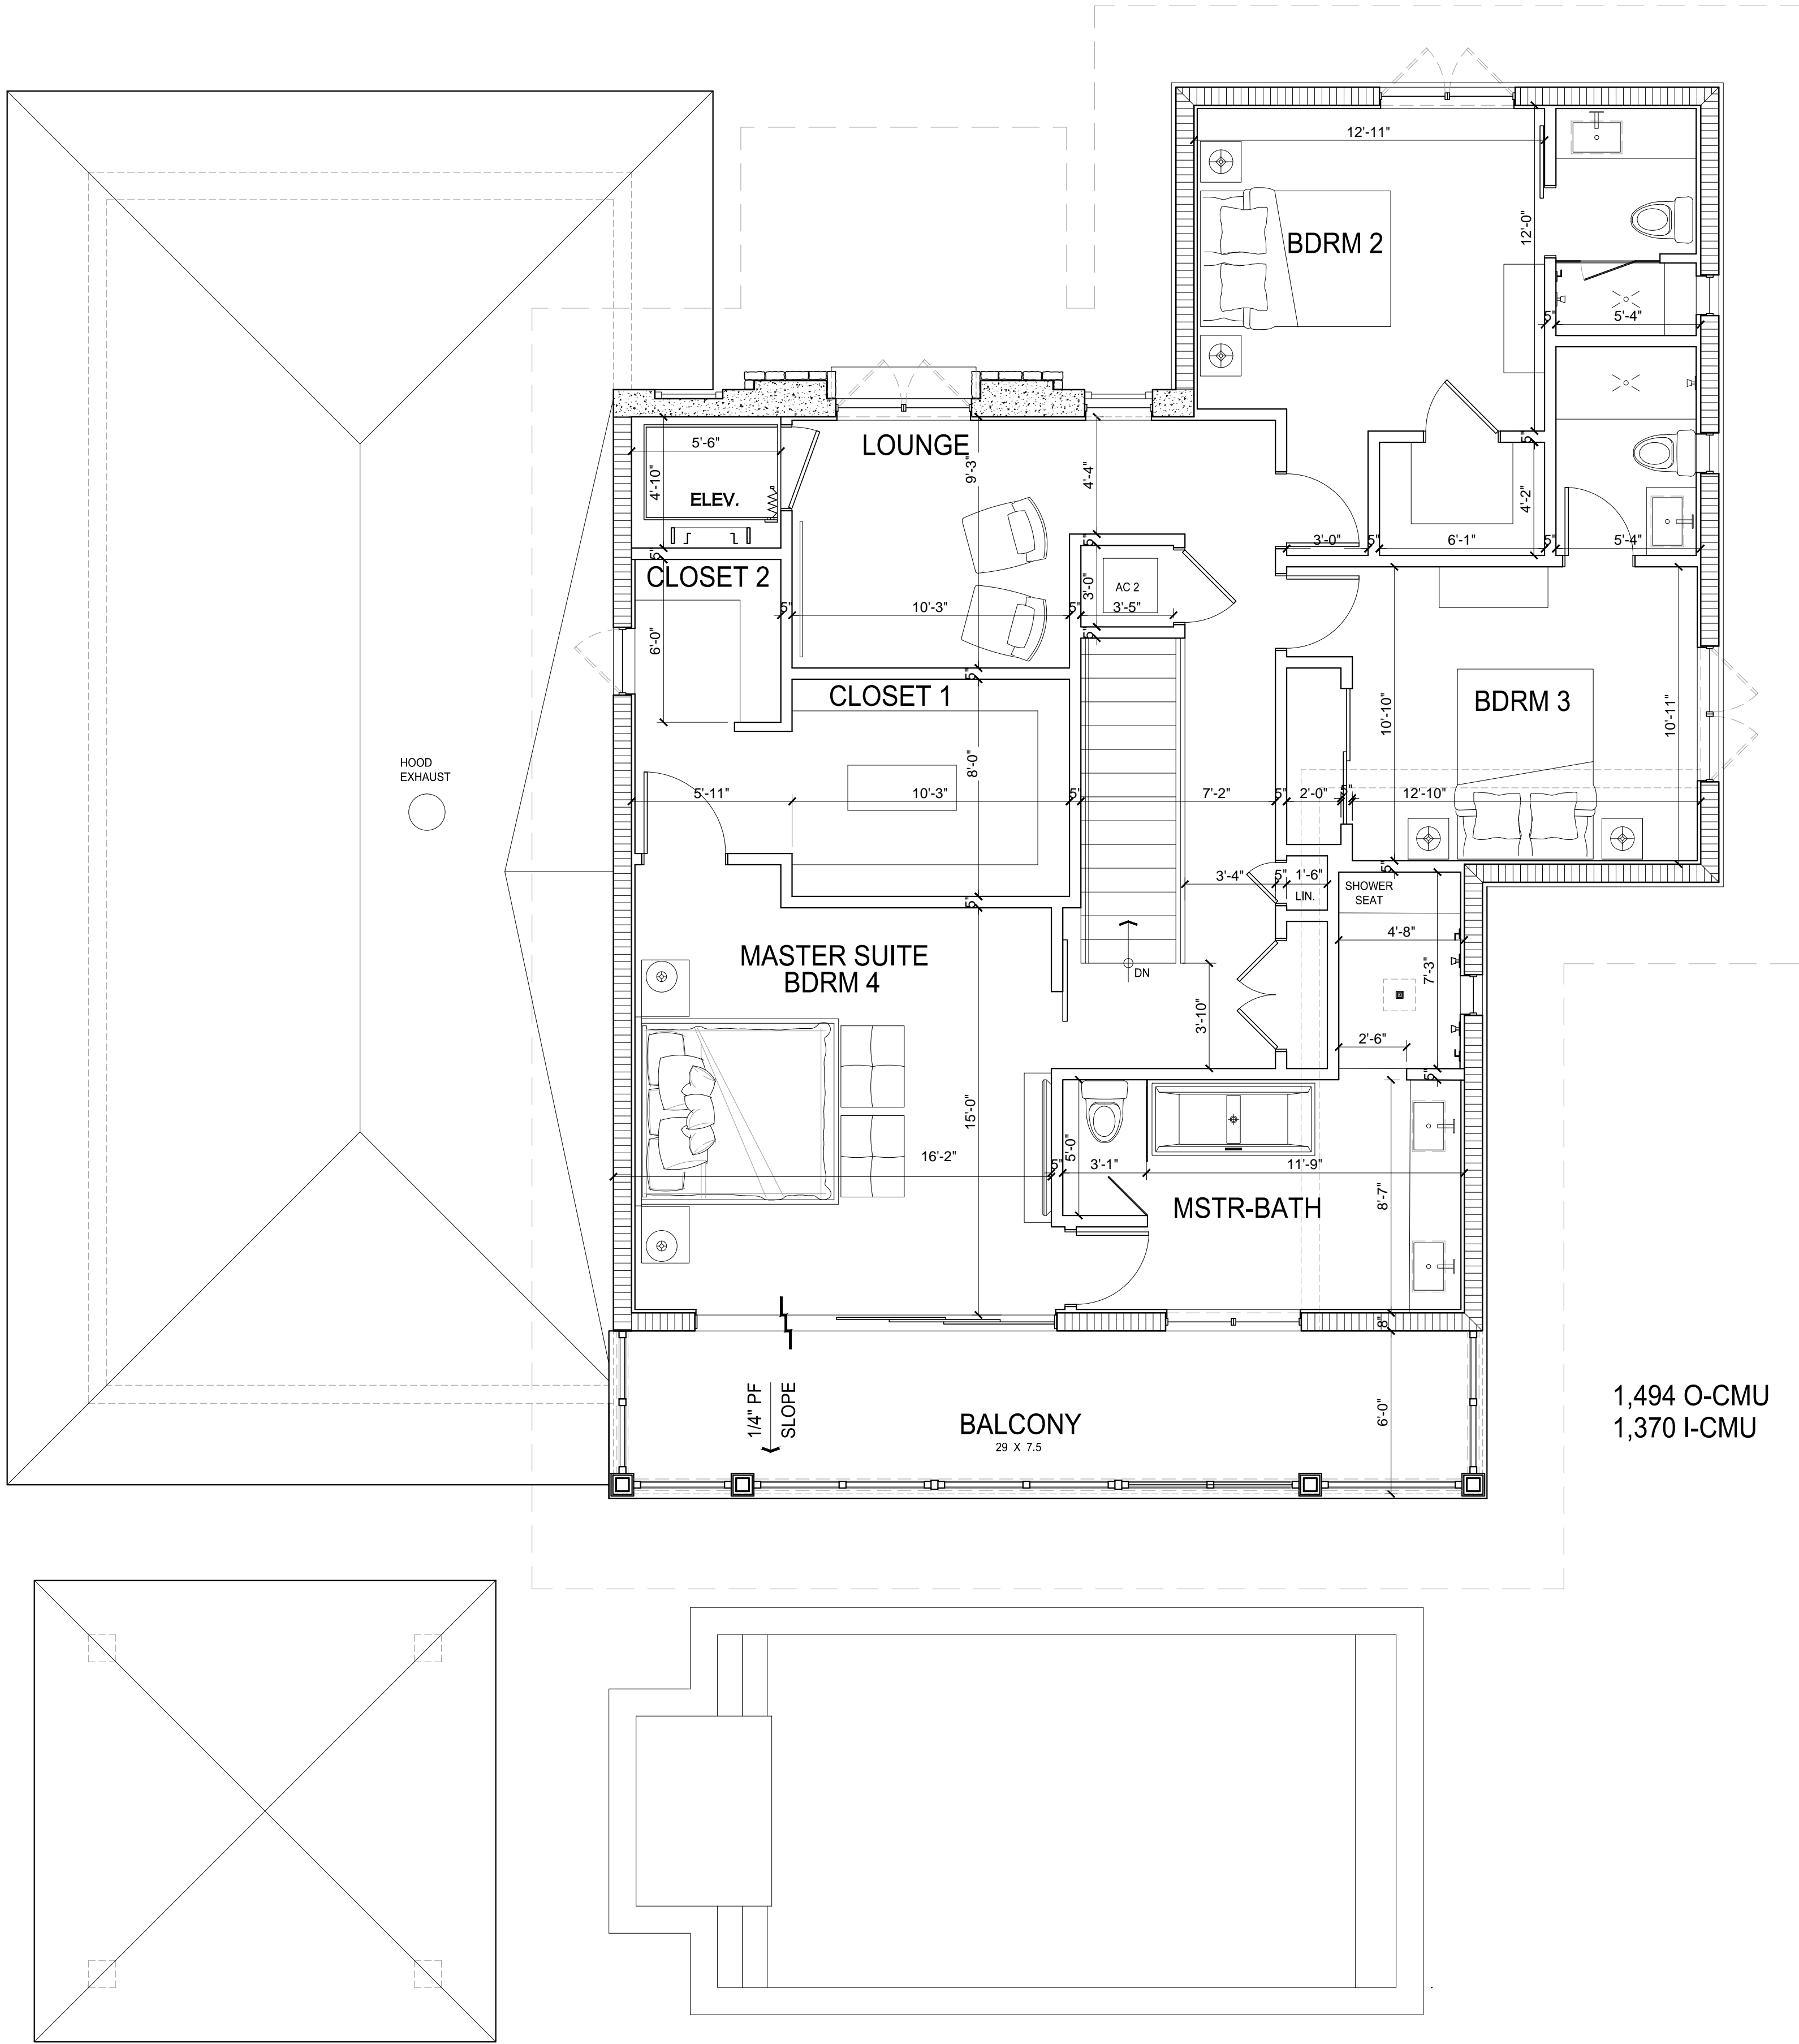 12'-11"
BDRM 2
12'-0"
5"
5'-4"
LOUNGE
5'-6"
4'-10"
ELEV.
9'-3"
4'-4"
5"
4'-2"
5"
CLOSET 2
5"
3'-0"
5"
6'-1"
5"
5'-4"
6'-0"
5"
10'-3"
5"
3'-0"
AC 2
3'-5"
5"
5"
CLOSET 1
10'-10"
BDRM 3
10'-11"
8'-0"
HOOD
EXHAUST
5'-11"
10'-3"
5"
7'-2"
5"
2'-0"
5"
12'-10"
5"
3'-4"
5"
1'-6"
LIN.
SHOWER
SEAT
5"
4'-8"
MASTER SUITE
BDRM 4
DN
7'-3"
3'-10"
2'-6"
5"
15'-0"
5'-0"
16'-2"
5"
3'-1"
11'-9"
8'-7"
MSTR-BATH
8"
1/4" PF
SLOPE
BALCONY
29 X 7.5
6'-0"
1,494 O-CMU
1,370 I-CMU